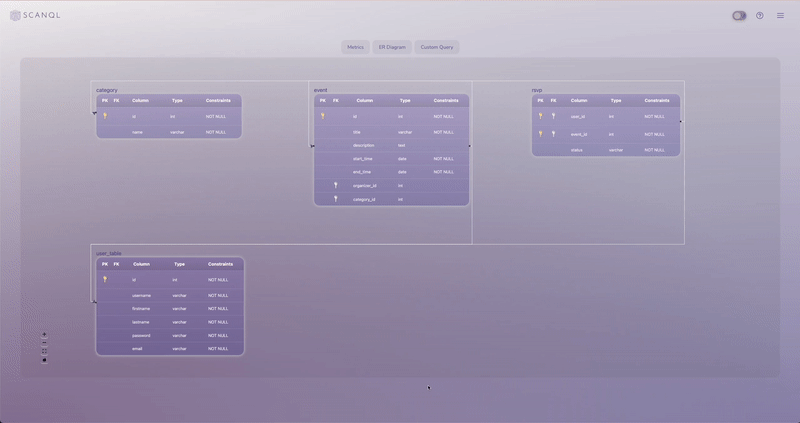 SCANQL
Metrics ER Diagram Custom Query
category
PK FK Column Type Constraints
id int NOT NULL
name varchar NOT NULL
event
PK FK Column Type Constraints
id int NOT NULL
title varchar NOT NULL
description text
start_time date NOT NULL
end_time date NOT NULL
organizer_id int
category_id int
rsvp
PK FK Column Type Constraints
user_id int NOT NULL
event_id int NOT NULL
status varchar NOT NULL
user_table
PK FK Column Type Constraints
id int NOT NULL
username varchar NOT NULL
firstname varchar NOT NULL
lastname varchar NOT NULL
password varchar NOT NULL
email varchar NOT NULL